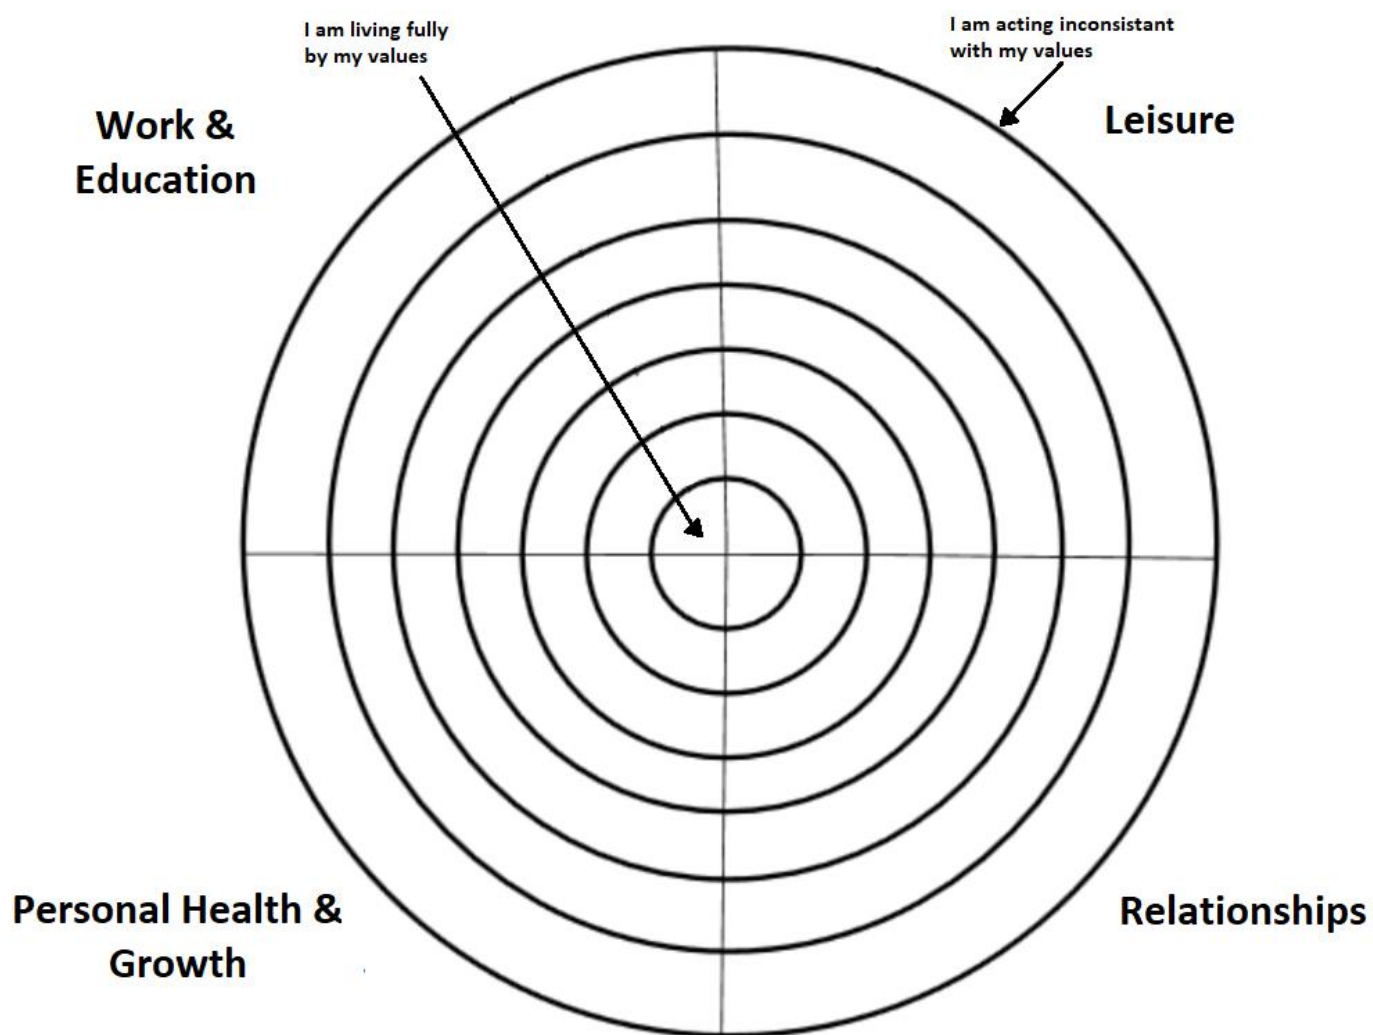 I am living fully
by my values
I am acting inconsistant
with my values
Work &
Education
Leisure
Personal Health &
Growth
Relationships